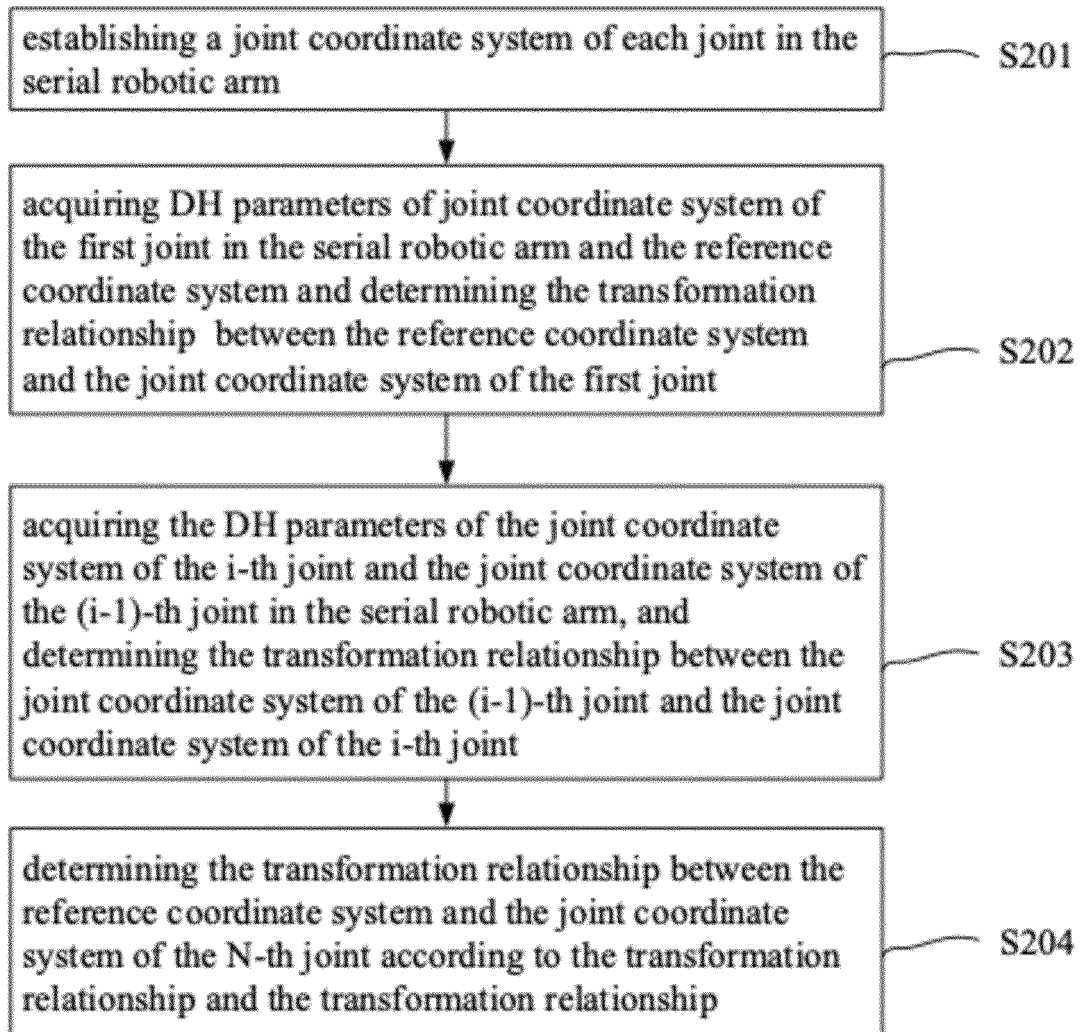 establishing a joint coordinate system of each joint in the
serial robotic arm
S201
acquiring DH parameters of joint coordinate system of
the first joint in the serial robotic arm and the reference
coordinate system and determining the transformation
relationship between the reference coordinate system
and the joint coordinate system of the first joint
S202
acquiring the DH parameters of the joint coordinate
system of the i-th joint and the joint coordinate system of
the (i-1)-th joint in the serial robotic arm, and
determining the transformation relationship between the
joint coordinate system of the (i-1)-th joint and the joint
coordinate system of the i-th joint
S203
determining the transformation relationship between the
reference coordinate system and the joint coordinate
system of the N-th joint according to the transformation
relationship and the transformation relationship
S204